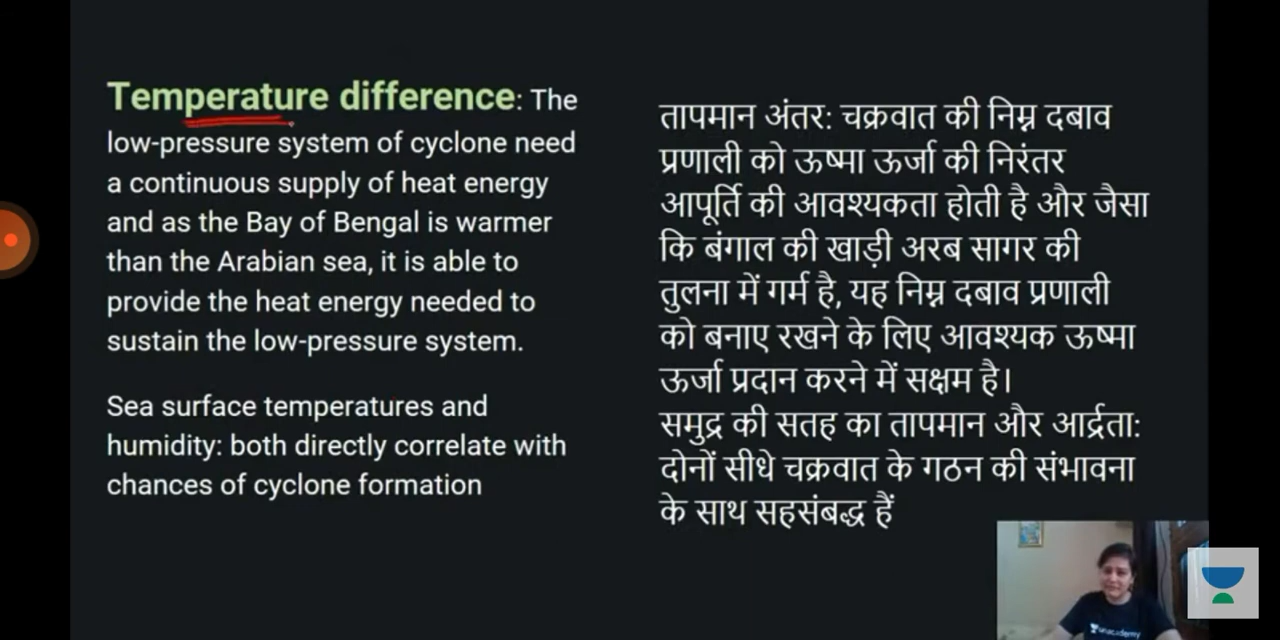 Temperature difference: The
low-pressure system of cyclone need
a continuous supply of heat energy
and as the Bay of Bengal is warmer
than the Arabian sea, it is able to
provide the heat energy needed to
sustain the low-pressure system.
Sea surface temperatures and
humidity: both directly correlate with
chances of cyclone formation
तापमान अंतर: चक्रवात की निम्न दबाव
प्रणाली को ऊष्मा ऊर्जा की निरंतर
आपूर्ति की आवश्यकता होती है और जैसा
कि बंगाल की खाड़ी अरब सागर की
तुलना में गर्म है, यह निम्न दबाव प्रणाली
को बनाए रखने के लिए आवश्यक ऊष्मा
ऊर्जा प्रदान करने में सक्षम है।
समुद्र की सतह का तापमान और आर्द्रता:
दोनों सीधे चक्रवात के गठन की संभावना
के साथ सहसंबद्ध हैं
unacademy